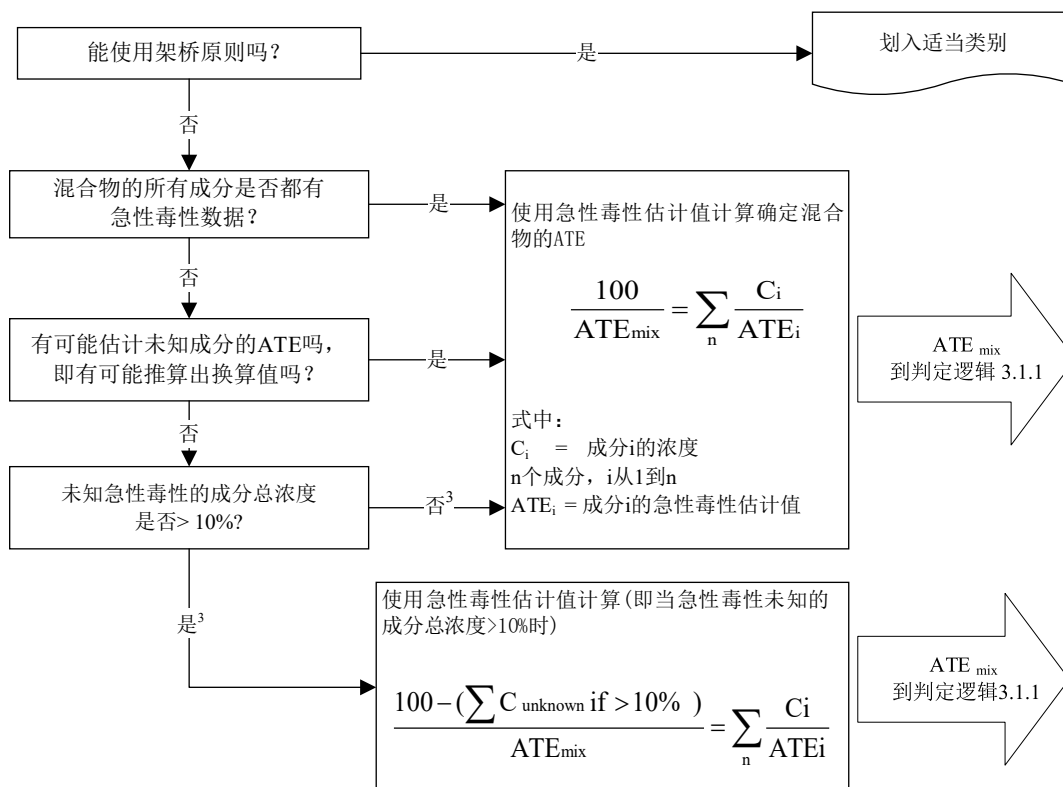 能使用架桥原则吗?
是
划入适当类别
否
混合物的所有成分是否都有
急性毒性数据?
是
否
有可能估计未知成分的ATE吗,
即有可能推算出换算值吗?
是
否
未知急性毒性的成分总浓度
是否> 10%?
否³
是³
使用急性毒性估计值计算确定混合
物的ATE
100 / ATEmix = ∑n Ci / ATEi
式中:
Ci = 成分i的浓度
n个成分, i从1到n
ATEi = 成分i的急性毒性估计值
ATE mix
到判定逻辑 3.1.1
使用急性毒性估计值计算(即当急性毒性未知的
成分总浓度>10%时)
100 − (∑ C unknown if > 10% ) / ATEmix = ∑n Ci / ATEi
ATE mix
到判定逻辑3.1.1